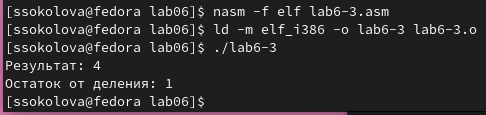 [ssokolova@fedora lab06]$ nasm -f elf lab6-3.asm
[ssokolova@fedora lab06]$ ld -m elf_i386 -o lab6-3 lab6-3.o
[ssokolova@fedora lab06]$ ./lab6-3
Результат: 4
Остаток от деления: 1
[ssokolova@fedora lab06]$